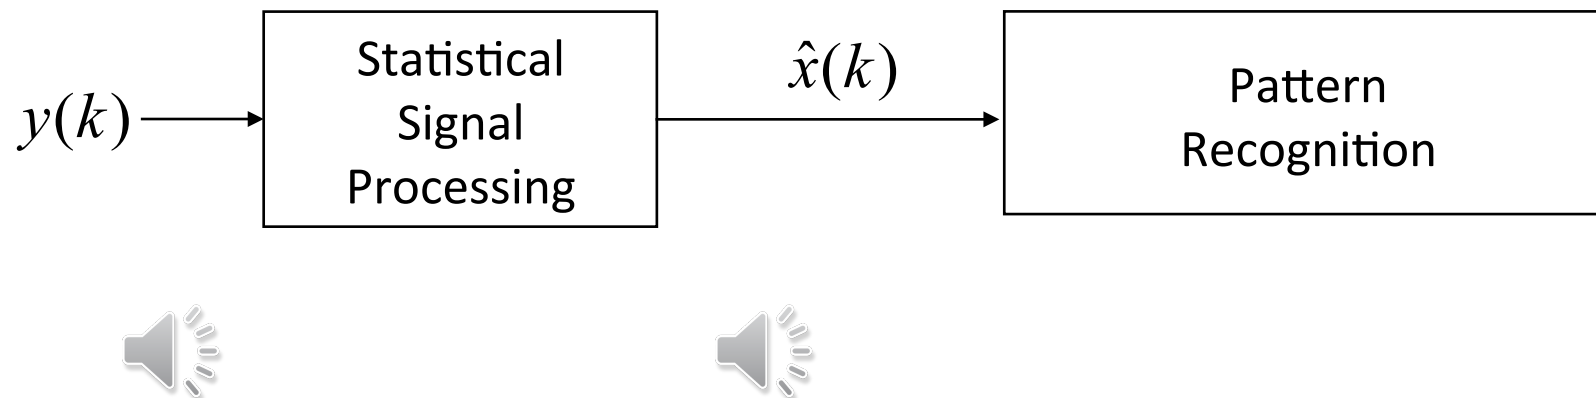 y(k)
Statistical
Signal
Processing
x̂(k)
Pattern
Recognition